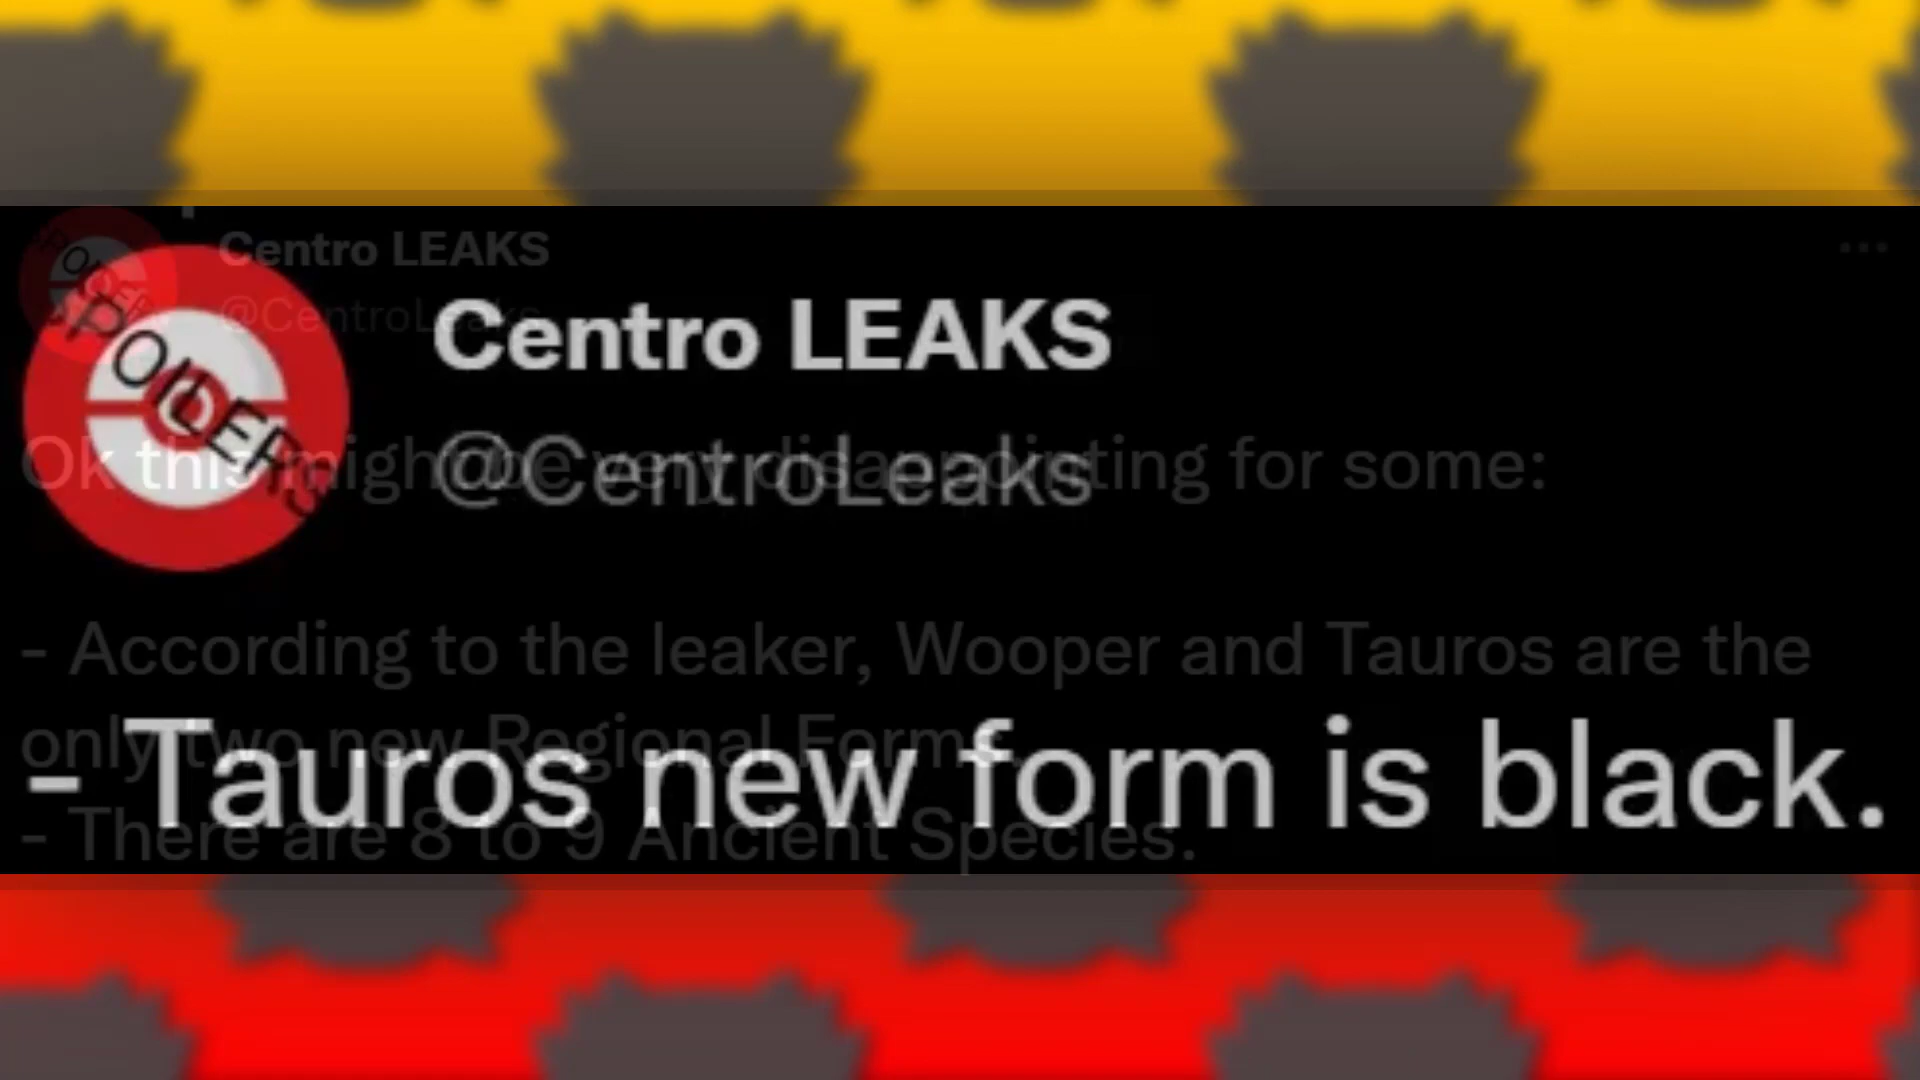 Centro LEAKS
@CentroLeaks
SPOILERS
Centro LEAKS
@CentroLeaks
Ok this might be very disappointing for some:
- According to the leaker, Wooper and Tauros are the
only two new Regional Forms.
- Tauros new form is black.
- There are 8 to 9 Ancient Species.